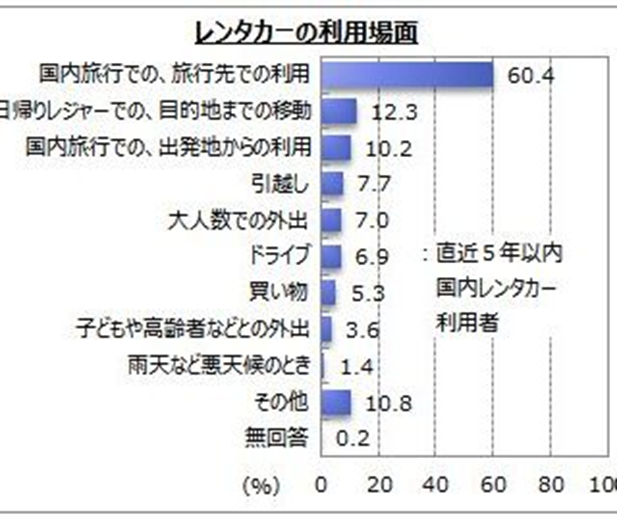 レンタカーの利用場面
国内旅行での、旅行先での利用 60.4
日帰りレジャーでの、目的地までの移動 12.3
国内旅行での、出発地からの利用 10.2
引越し 7.7
大人数での外出 7.0
ドライブ 6.9
買い物 5.3
子どもや高齢者などとの外出 3.6
雨天など悪天候のとき 1.4
その他 10.8
無回答 0.2
：直近５年以内
国内レンタカー
利用者
(%) 0 20 40 60 80 100